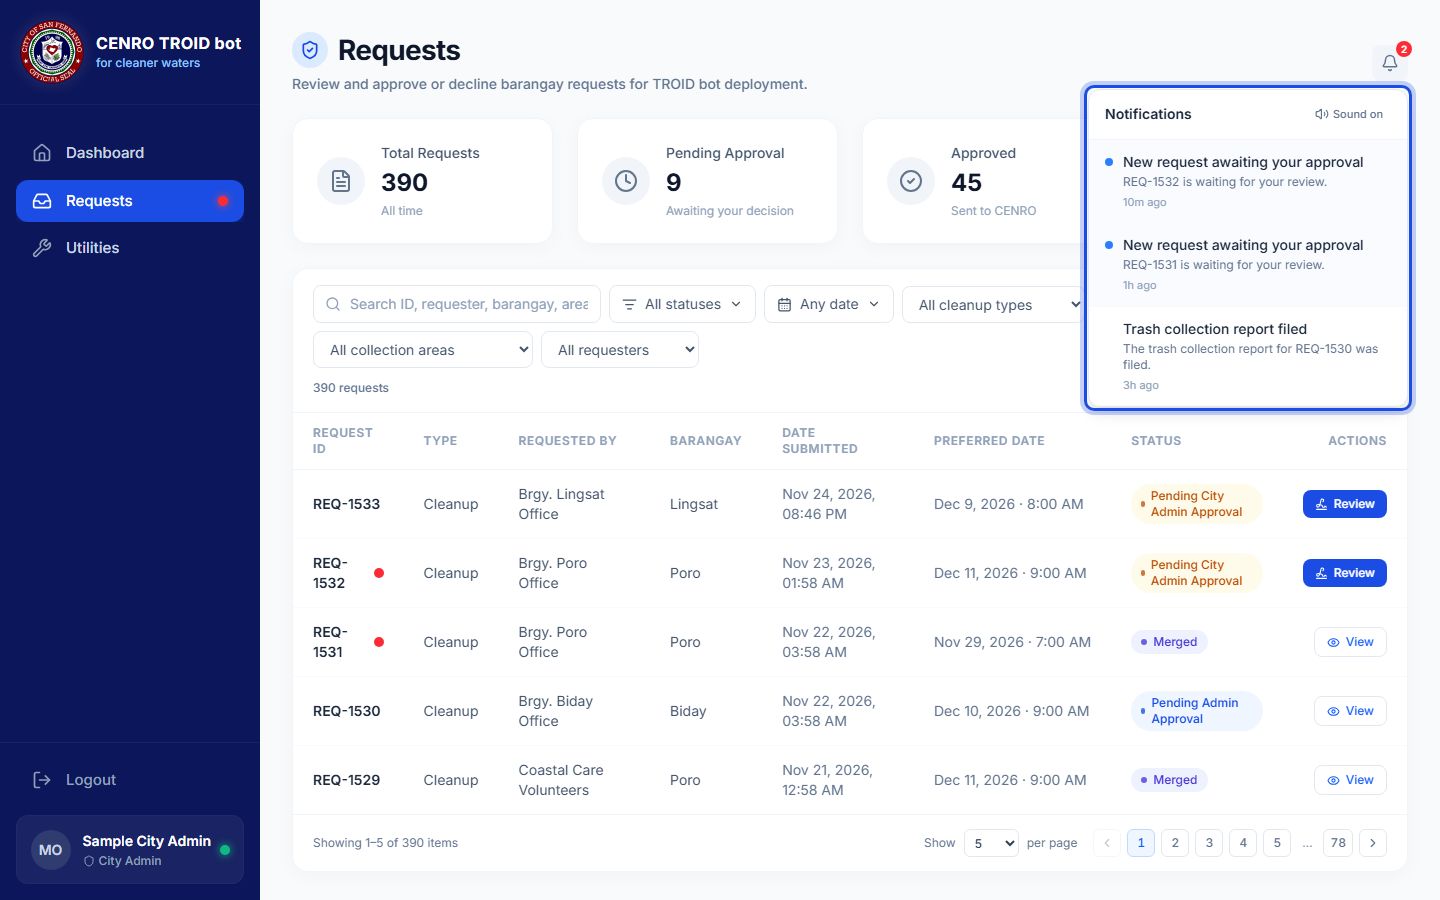 CITY OF SAN FERNANDO
OFFICIAL SEAL
CENRO TROID bot
for cleaner waters
Dashboard
Requests
Utilities
Logout
MO
Sample City Admin
City Admin
Requests
Review and approve or decline barangay requests for TROID bot deployment.
2
Total Requests
390
All time
Pending Approval
9
Awaiting your decision
Approved
45
Sent to CENRO
Notifications
Sound on
New request awaiting your approval
REQ-1532 is waiting for your review.
10m ago
New request awaiting your approval
REQ-1531 is waiting for your review.
1h ago
Trash collection report filed
The trash collection report for REQ-1530 was
filed.
3h ago
Search ID, requester, barangay, area
All statuses
Any date
All cleanup types
All collection areas
All requesters
390 requests
REQUEST ID TYPE REQUESTED BY BARANGAY DATE SUBMITTED PREFERRED DATE STATUS ACTIONS
REQ-1533 Cleanup Brgy. Lingsat Office Lingsat Nov 24, 2026, 08:46 PM Dec 9, 2026 · 8:00 AM Pending City Admin Approval Review
REQ-1532 Cleanup Brgy. Poro Office Poro Nov 23, 2026, 01:58 AM Dec 11, 2026 · 9:00 AM Pending City Admin Approval Review
REQ-1531 Cleanup Brgy. Poro Office Poro Nov 22, 2026, 03:58 AM Nov 29, 2026 · 7:00 AM Merged View
REQ-1530 Cleanup Brgy. Biday Office Biday Nov 22, 2026, 03:58 AM Dec 10, 2026 · 9:00 AM Pending Admin Approval View
REQ-1529 Cleanup Coastal Care Volunteers Poro Nov 21, 2026, 12:58 AM Dec 11, 2026 · 9:00 AM Merged View
Showing 1–5 of 390 items
Show 5 per page
1 2 3 4 5 ... 78